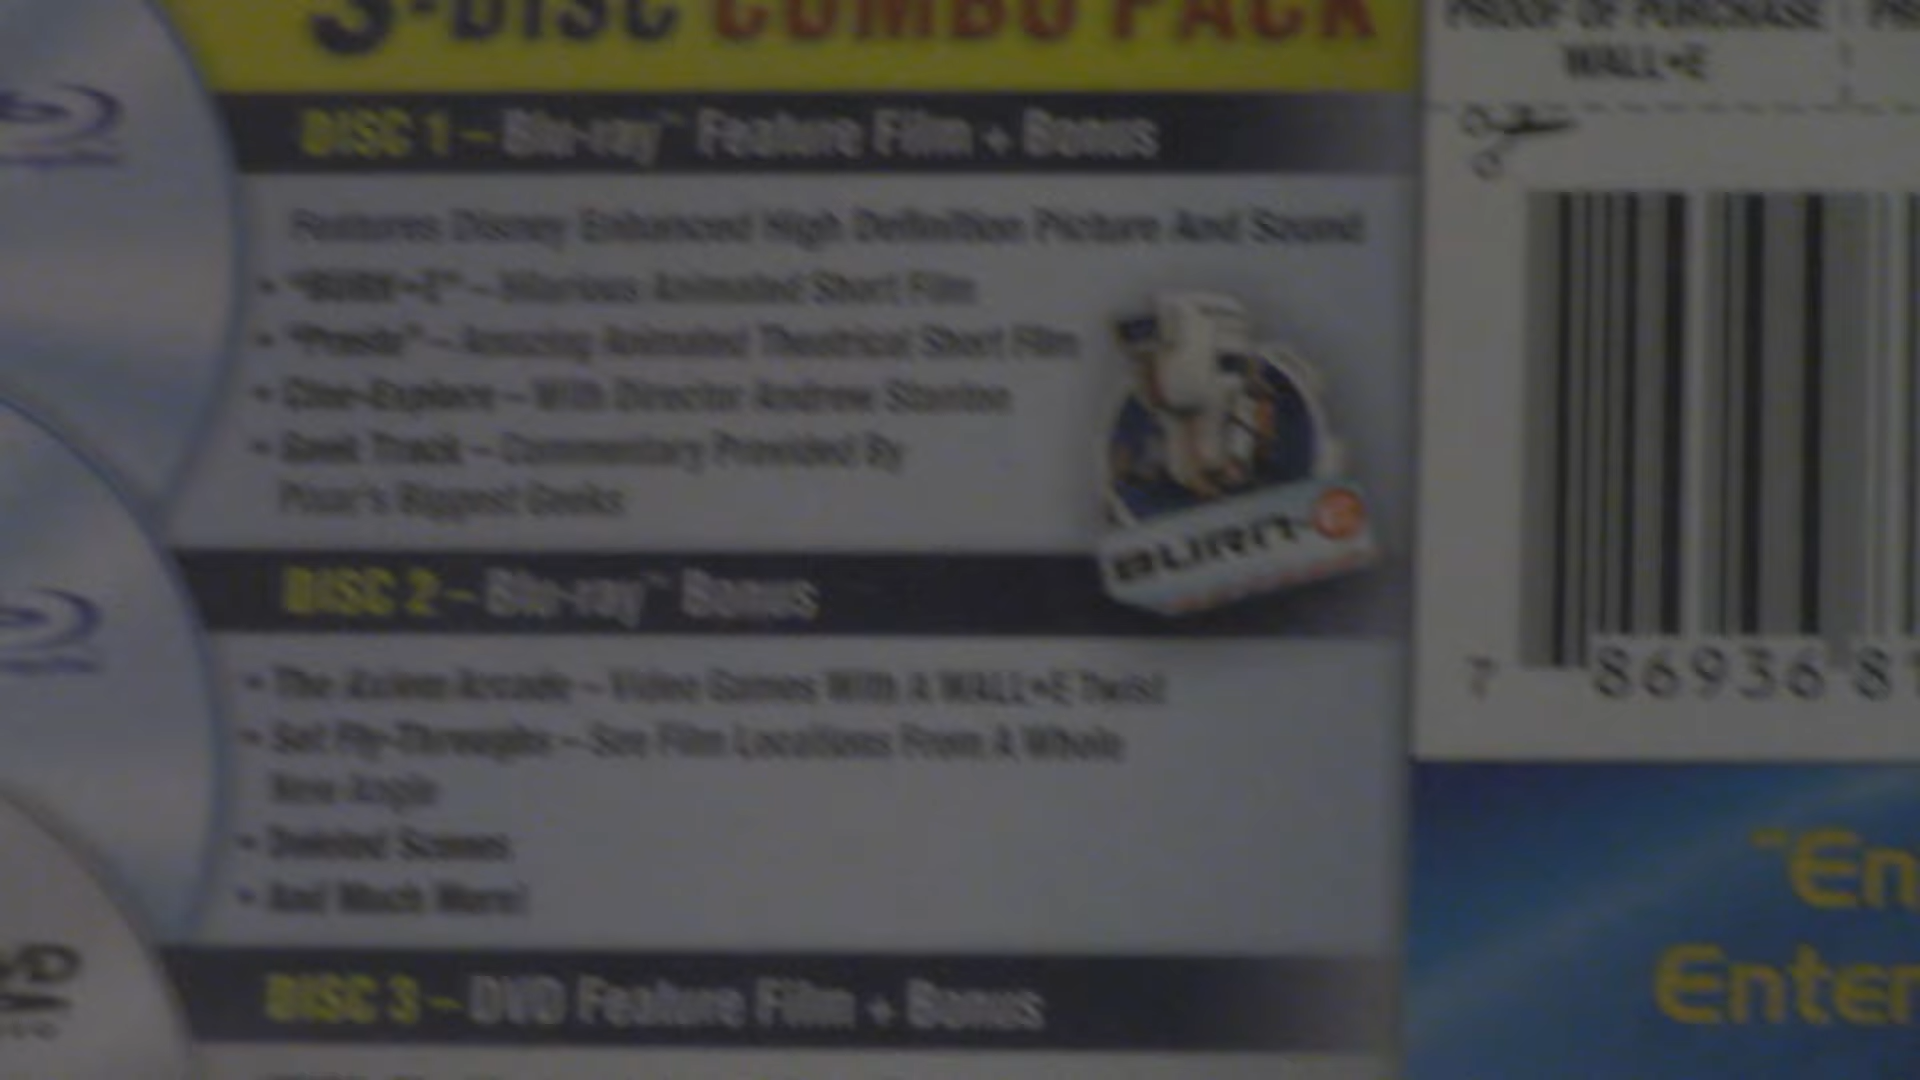 3-DISC COMBO PACK
DISC 1 – Blu-ray™ Feature Film + Bonus
Features Disney Enhanced High Definition Picture And Sound
• "BURN•E" – Hilarious Animated Short Film
• "Presto" – Amazing Animated Theatrical Short Film
• Cine-Explore – With Director Andrew Stanton
• Geek Track – Commentary Provided By
Pixar's Biggest Geeks
BURN•E
DISC 2 – Blu-ray™ Bonus
• The Axiom Arcade – Video Games With A WALL•E Twist
• Set Fly-Throughs – See Film Locations From A Whole
New Angle
• Deleted Scenes
• And Much More!
DISC 3 – DVD Feature Film + Bonus
PROOF OF PURCHASE
WALL•E
7 86936 81
"En
Enter